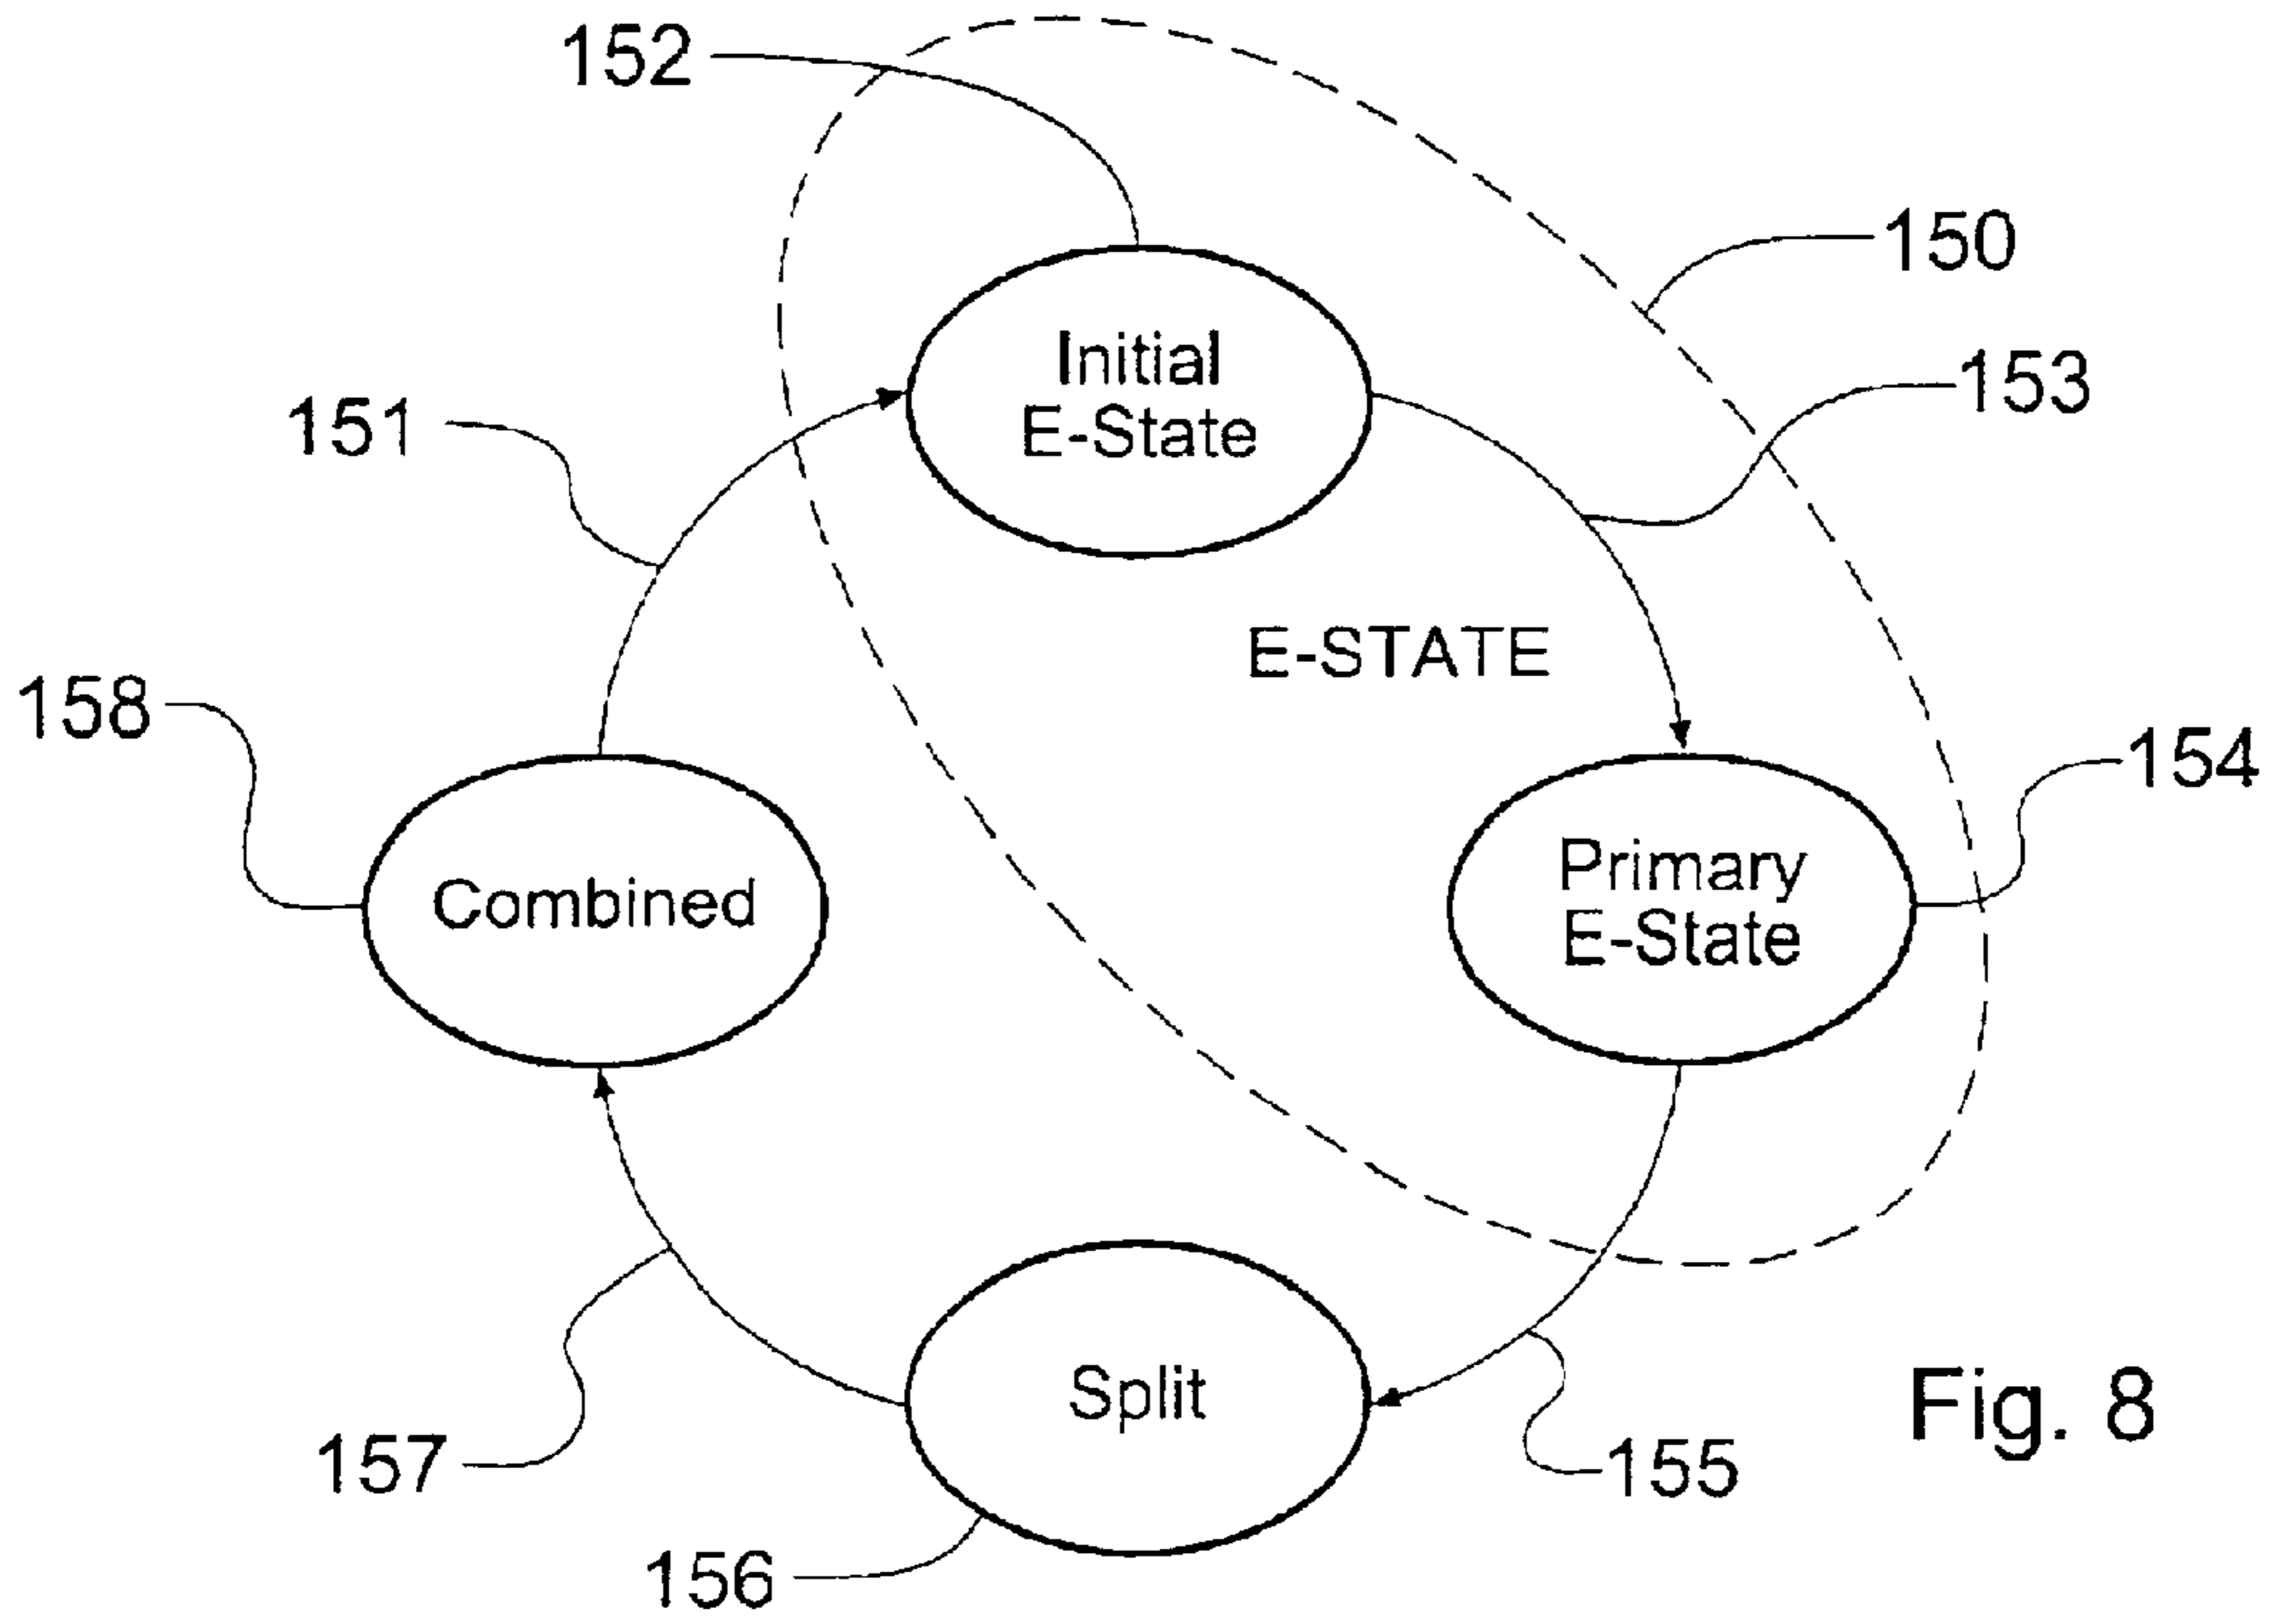 152
150
Initial
E-State
153
151
E-STATE
158
154
Primary
E-State
Combined
Split
Fig. 8
157
155
156